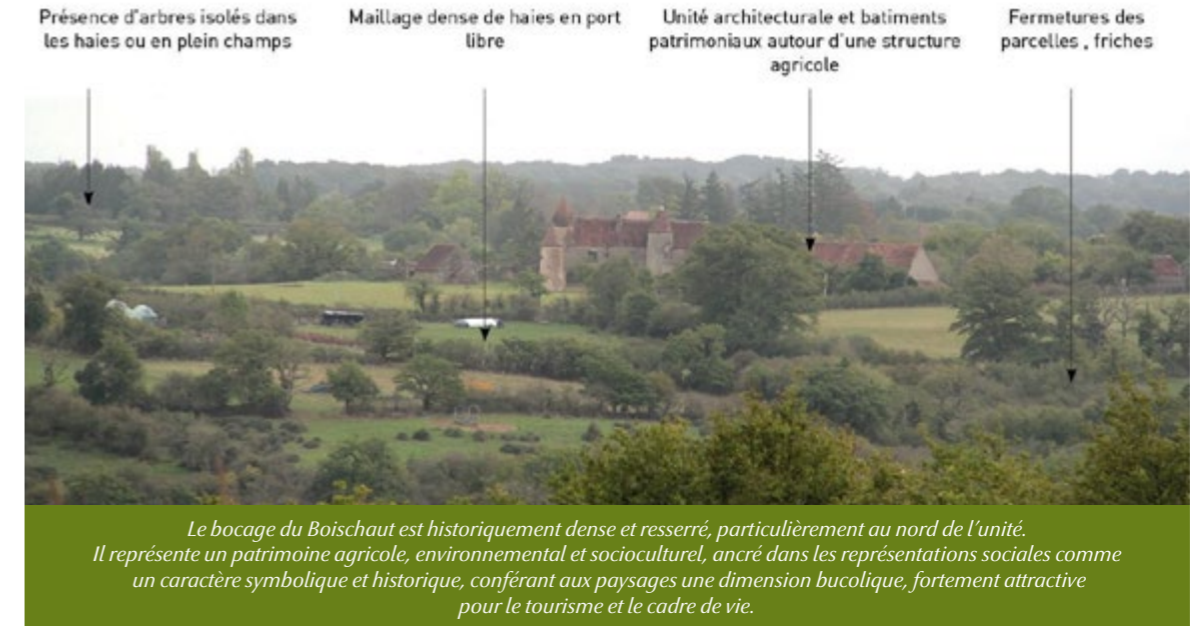 Présence d'arbres isolés dans
les haies ou en plein champs
Maillage dense de haies en port
libre
Unité architecturale et batiments
patrimoniaux autour d'une structure
agricole
Fermetures des
parcelles , friches
Le bocage du Boischaut est historiquement dense et resserré, particulièrement au nord de l'unité.
Il représente un patrimoine agricole, environnemental et socioculturel, ancré dans les représentations sociales comme
un caractère symbolique et historique, conférant aux paysages une dimension bucolique, fortement attractive
pour le tourisme et le cadre de vie.